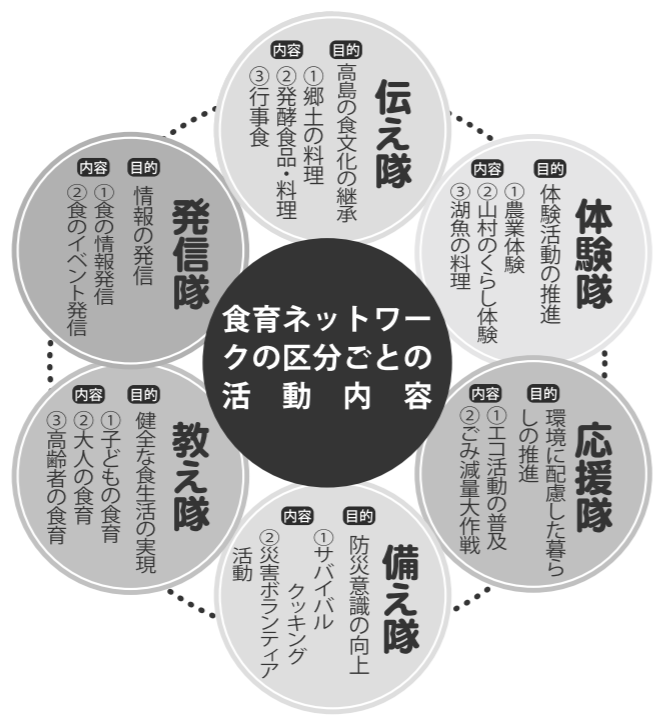 食育ネットワー
クの区分ごとの
活動内容
伝え隊
目的
高島の食文化の継承
内容
①郷土の料理
②発酵食品・料理
③行事食
体験隊
目的
体験活動の推進
内容
①農業体験
②山村のくらし体験
③湖魚の料理
応援隊
目的
環境に配慮した暮ら
しの推進
内容
①エコ活動の普及
②ごみ減量大作戦
備え隊
目的
防災意識の向上
内容
①サバイバル
クッキング
②災害ボランティア
活動
教え隊
目的
健全な食生活の実現
内容
①子どもの食育
②大人の食育
③高齢者の食育
発信隊
目的
情報の発信
内容
①食の情報発信
②食のイベント発信